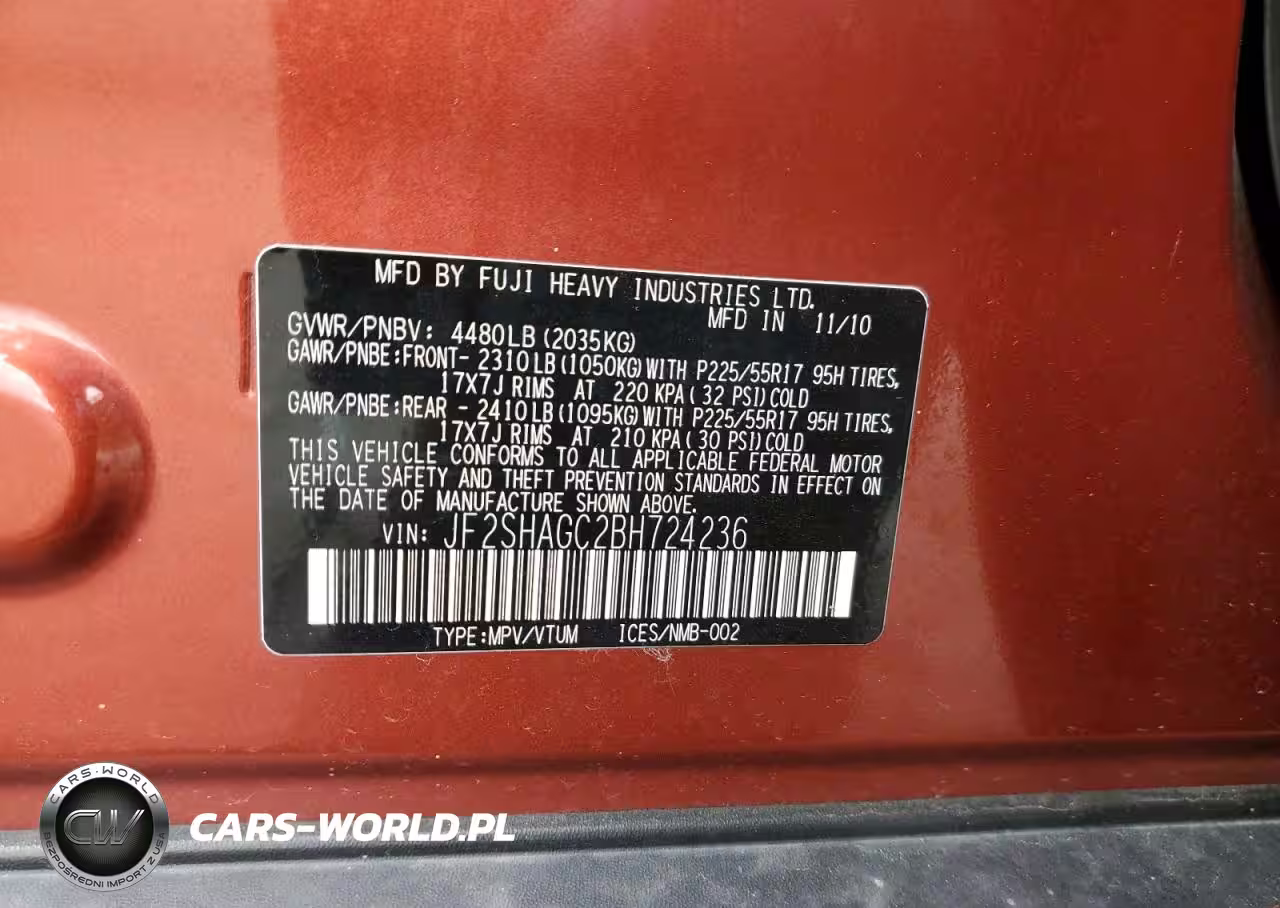 MFD BY FUJI HEAVY INDUSTRIES LTD.
MFD IN 11/10
GVWR/PNBV: 4480LB (2035KG)
GAWR/PNBE:FRONT- 2310LB(1050KG)WITH P225/55R17 95H TIRES,
17X7J RIMS AT 220 KPA( 32 PSI)COLD
GAWR/PNBE:REAR - 2410LB(1095KG)WITH P225/55R17 95H TIRES,
17X7J RIMS AT 210 KPA( 30 PSI)COLD
THIS VEHICLE CONFORMS TO ALL APPLICABLE FEDERAL MOTOR
VEHICLE SAFETY AND THEFT PREVENTION STANDARDS IN EFFECT ON
THE DATE OF MANUFACTURE SHOWN ABOVE.
VIN: JF2SHAGC2BH724236
TYPE:MPV/VTUM ICES/NMB-002
CARS-WORLD
CW
BEZPOŚREDNI IMPORT Z USA
CARS-WORLD.PL